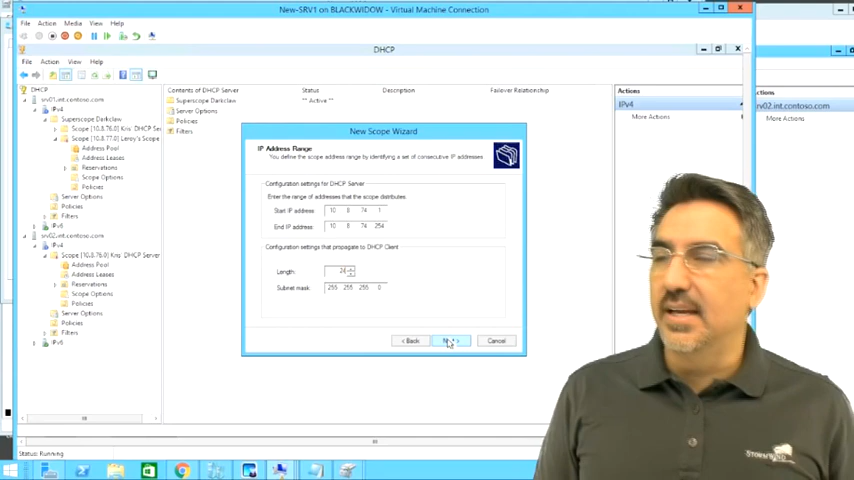 New-SRV1 on BLACKWIDOW - Virtual Machine Connection
File Action Media View Help
DHCP
File Action View Help
DHCP
srv01.int.contoso.com
IPv4
Superscope Darkclaw
Scope [10.8.76.0] Kris' DHCP Se
Scope [10.8.77.0] Leroy's Scope
Address Pool
Address Leases
Reservations
Scope Options
Policies
Server Options
Policies
Filters
IPv6
srv02.int.contoso.com
IPv4
Scope [10.8.76.0] Kris' DHCP Server
Address Pool
Address Leases
Reservations
Scope Options
Policies
Server Options
Policies
Filters
IPv6
Contents of DHCP Server Status Description Failover Relationship
Superscope Darkclaw ** Active **
Server Options
Policies
Filters
Actions
IPv4
More Actions
ctions
rv02.int.contoso.com
More Actions
New Scope Wizard
IP Address Range
You define the scope address range by identifying a set of consecutive IP addresses
Configuration settings for DHCP Server
Enter the range of addresses that the scope distributes.
Start IP address: 10 8 74 1
End IP address: 10 8 74 254
Configuration settings that propagate to DHCP Client
Length: 24
Subnet mask: 255 255 255 0
< Back Cancel
Status: Running
STORMWIND